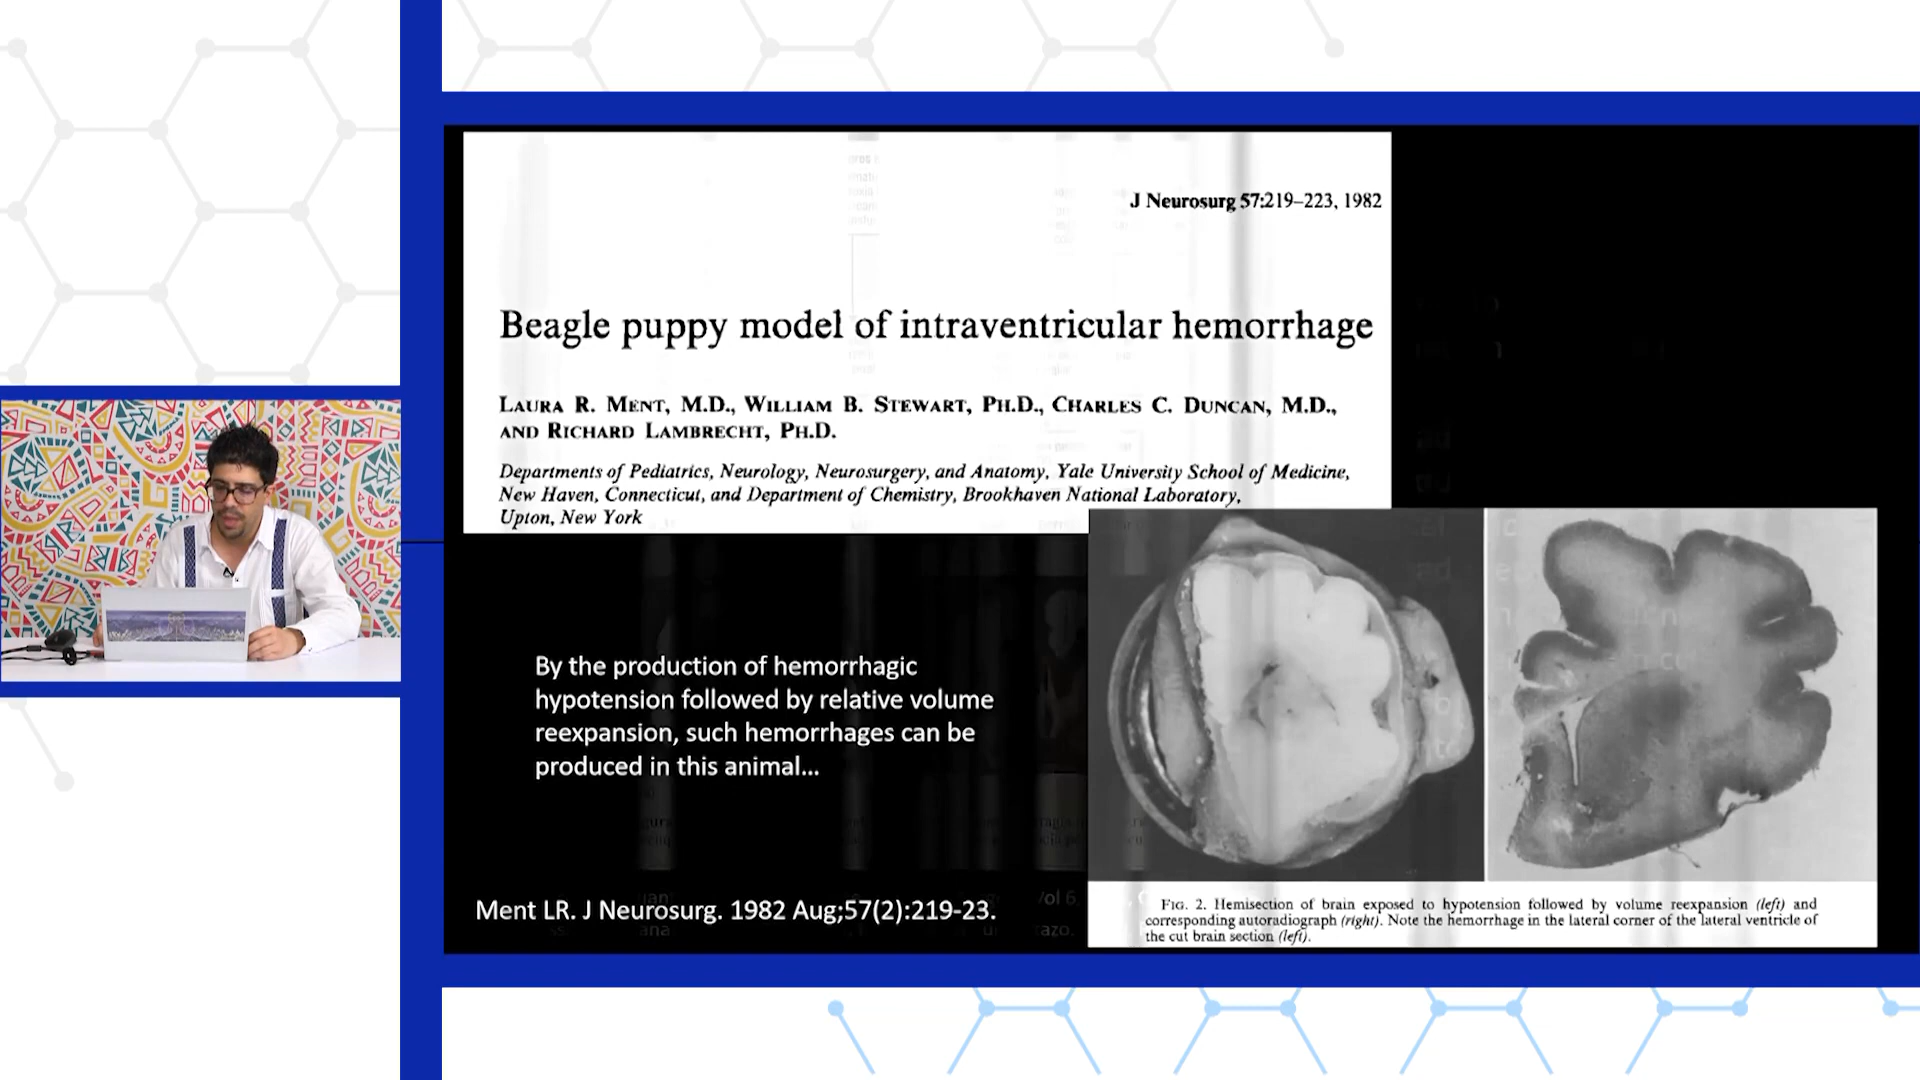 J Neurosurg 57:219–223, 1982
Beagle puppy model of intraventricular hemorrhage
LAURA R. MENT, M.D., WILLIAM B. STEWART, PH.D., CHARLES C. DUNCAN, M.D.,
AND RICHARD LAMBRECHT, PH.D.
Departments of Pediatrics, Neurology, Neurosurgery, and Anatomy, Yale University School of Medicine,
New Haven, Connecticut, and Department of Chemistry, Brookhaven National Laboratory,
Upton, New York
By the production of hemorrhagic
hypotension followed by relative volume
reexpansion, such hemorrhages can be
produced in this animal...
Ment LR. J Neurosurg. 1982 Aug;57(2):219-23.
FIG. 2. Hemisection of brain exposed to hypotension followed by volume reexpansion (left) and
corresponding autoradiograph (right). Note the hemorrhage in the lateral corner of the lateral ventricle of
the cut brain section (left).